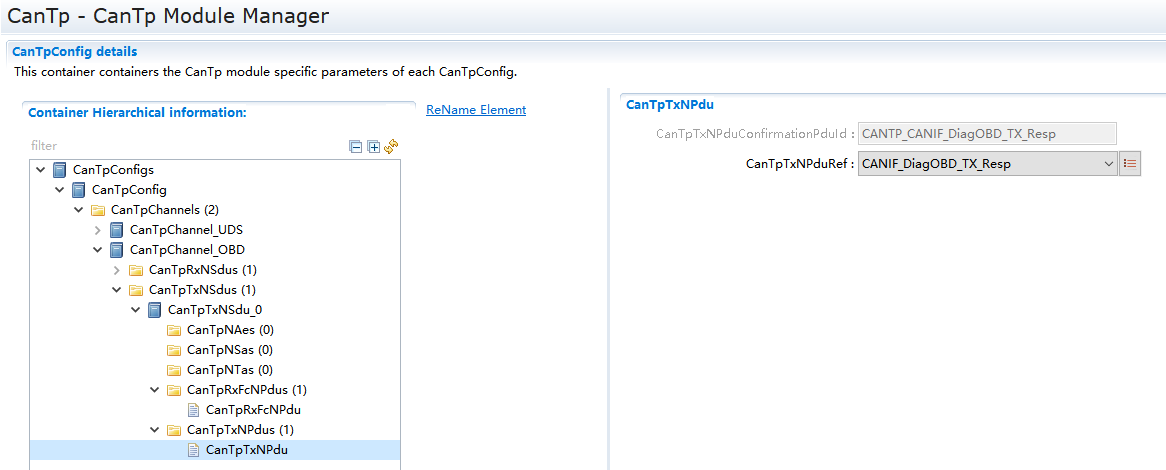 CanTp - CanTp Module Manager
CanTpConfig details
This container containers the CanTp module specific parameters of each CanTpConfig.
Container Hierarchical information:
ReName Element
filter
CanTpConfigs
CanTpConfig
CanTpChannels (2)
CanTpChannel_UDS
CanTpChannel_OBD
CanTpRxNSdus (1)
CanTpTxNSdus (1)
CanTpTxNSdu_0
CanTpNAes (0)
CanTpNSas (0)
CanTpNTas (0)
CanTpRxFcNPdus (1)
CanTpRxFcNPdu
CanTpTxNPdus (1)
CanTpTxNPdu
CanTpTxNPdu
CanTpTxNPduConfirmationPduId : CANTP_CANIF_DiagOBD_TX_Resp
CanTpTxNPduRef : CANIF_DiagOBD_TX_Resp